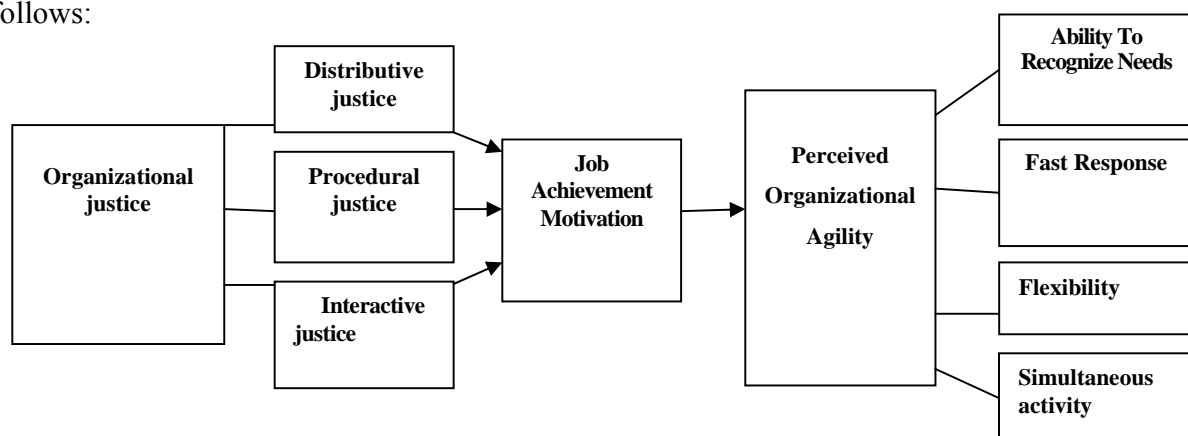 follows:
Organizational
justice
Distributive
justice
Procedural
justice
Interactive
justice
Job
Achievement
Motivation
Perceived
Organizational
Agility
Ability To
Recognize Needs
Fast Response
Flexibility
Simultaneous
activity